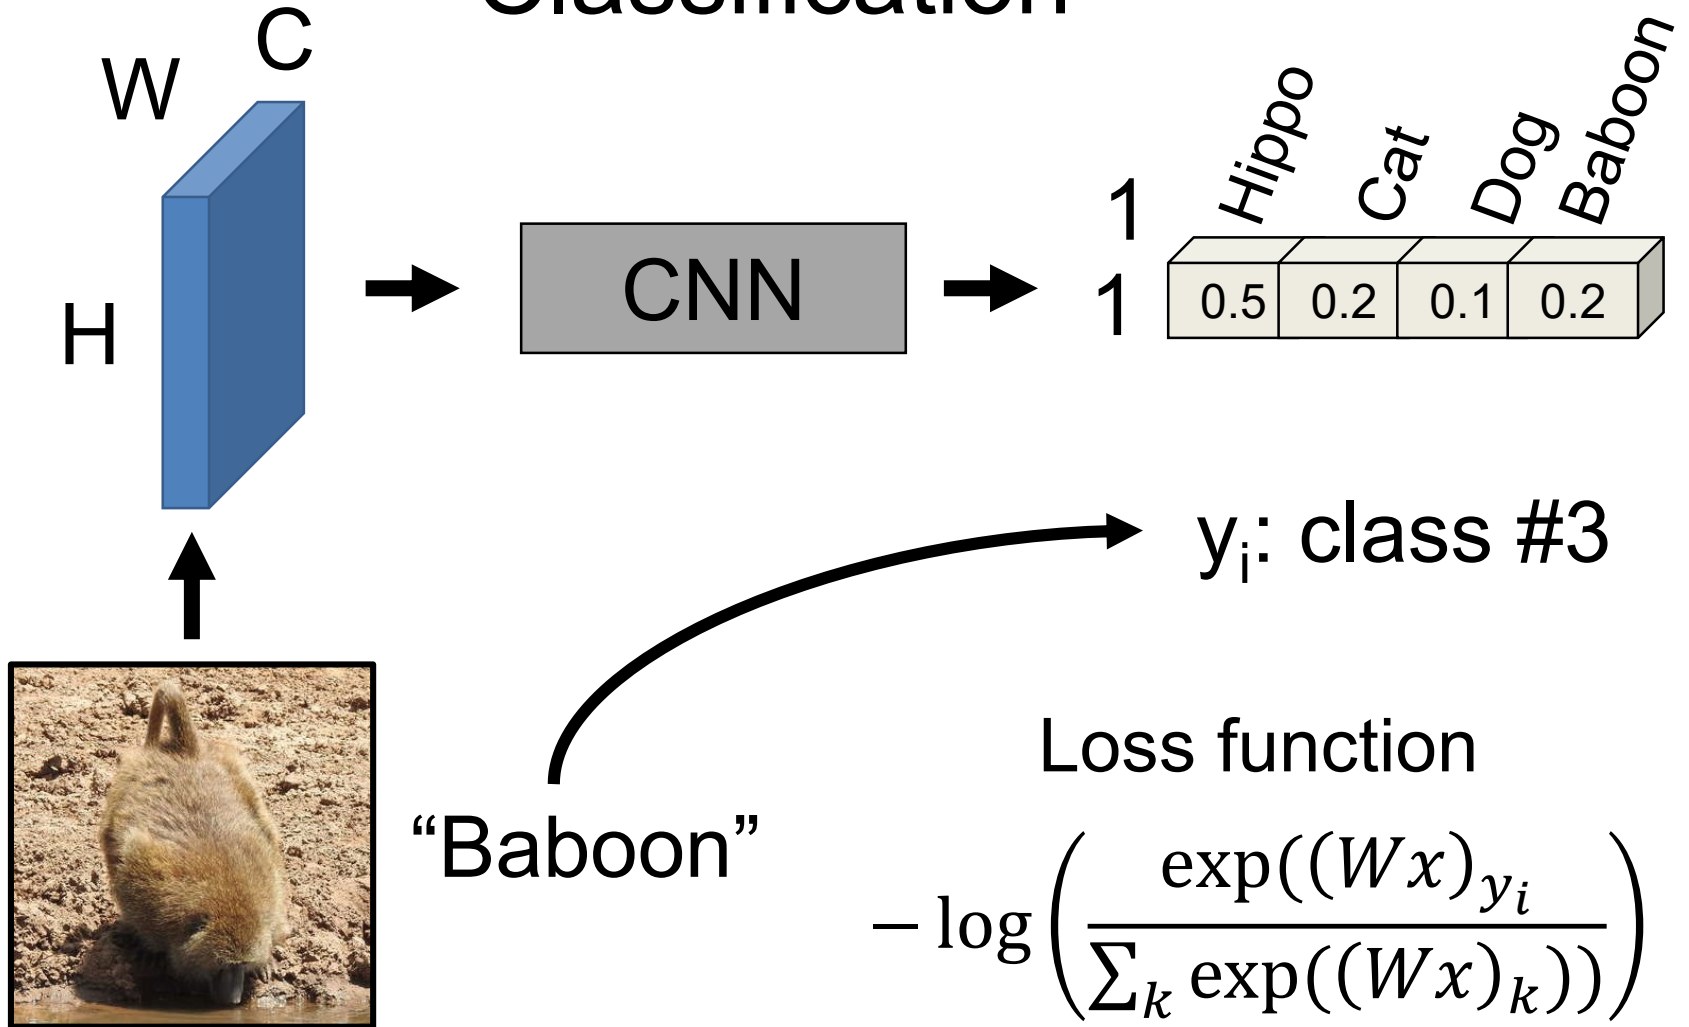 Classification
W
C
H
CNN
1
1
Hippo
Cat
Dog
Baboon
0.5 0.2 0.1 0.2
yᵢ: class #3
“Baboon”
Loss function
− log ( exp((Wx)_{yᵢ} / ∑ₖ exp((Wx)ₖ)) )